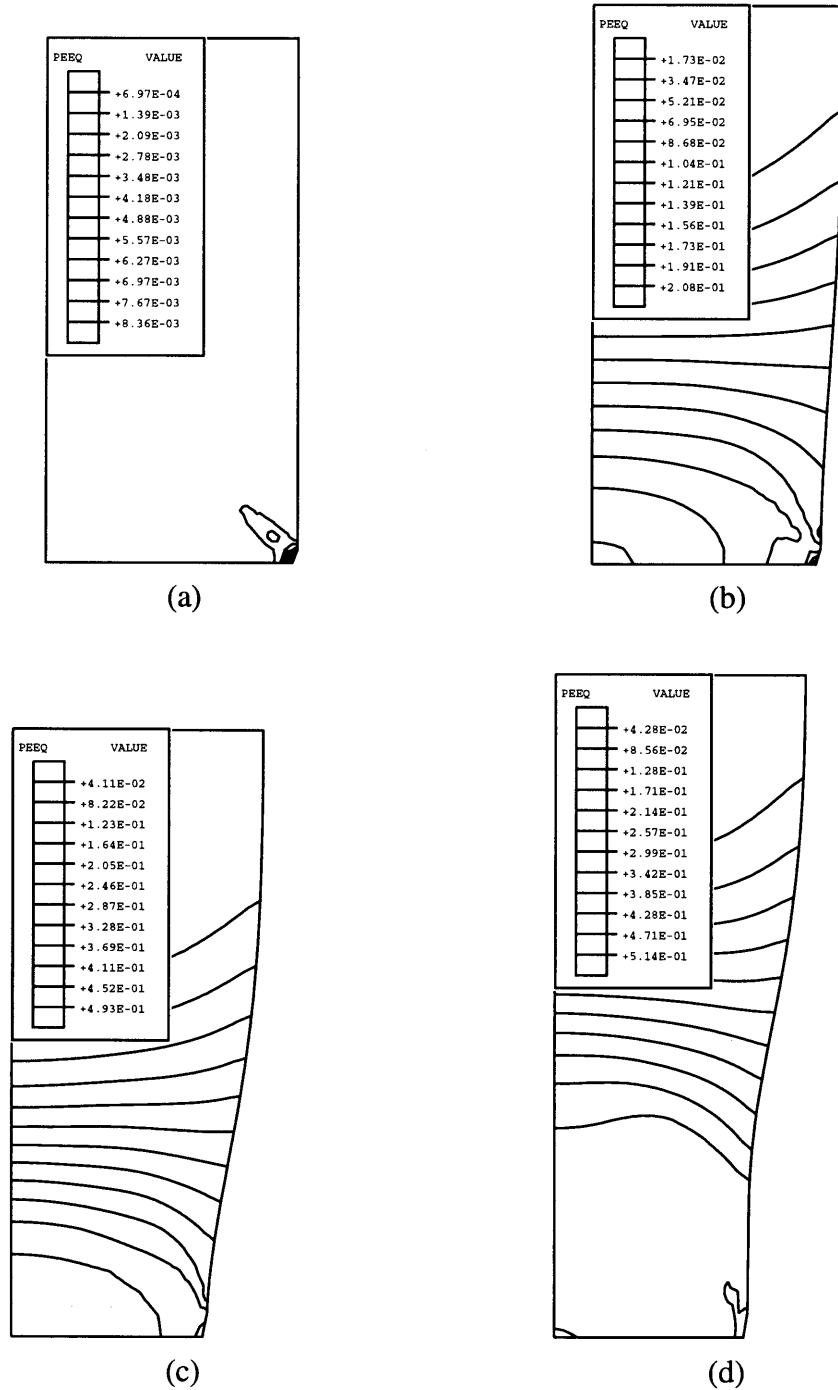 PEEQ VALUE
+6.97E-04
+1.39E-03
+2.09E-03
+2.78E-03
+3.48E-03
+4.18E-03
+4.88E-03
+5.57E-03
+6.27E-03
+6.97E-03
+7.67E-03
+8.36E-03
(a)
PEEQ VALUE
+1.73E-02
+3.47E-02
+5.21E-02
+6.95E-02
+8.68E-02
+1.04E-01
+1.21E-01
+1.39E-01
+1.56E-01
+1.73E-01
+1.91E-01
+2.08E-01
(b)
PEEQ VALUE
+4.11E-02
+8.22E-02
+1.23E-01
+1.64E-01
+2.05E-01
+2.46E-01
+2.87E-01
+3.28E-01
+3.69E-01
+4.11E-01
+4.52E-01
+4.93E-01
(c)
PEEQ VALUE
+4.28E-02
+8.56E-02
+1.28E-01
+1.71E-01
+2.14E-01
+2.57E-01
+2.99E-01
+3.42E-01
+3.85E-01
+4.28E-01
+4.71E-01
+5.14E-01
(d)